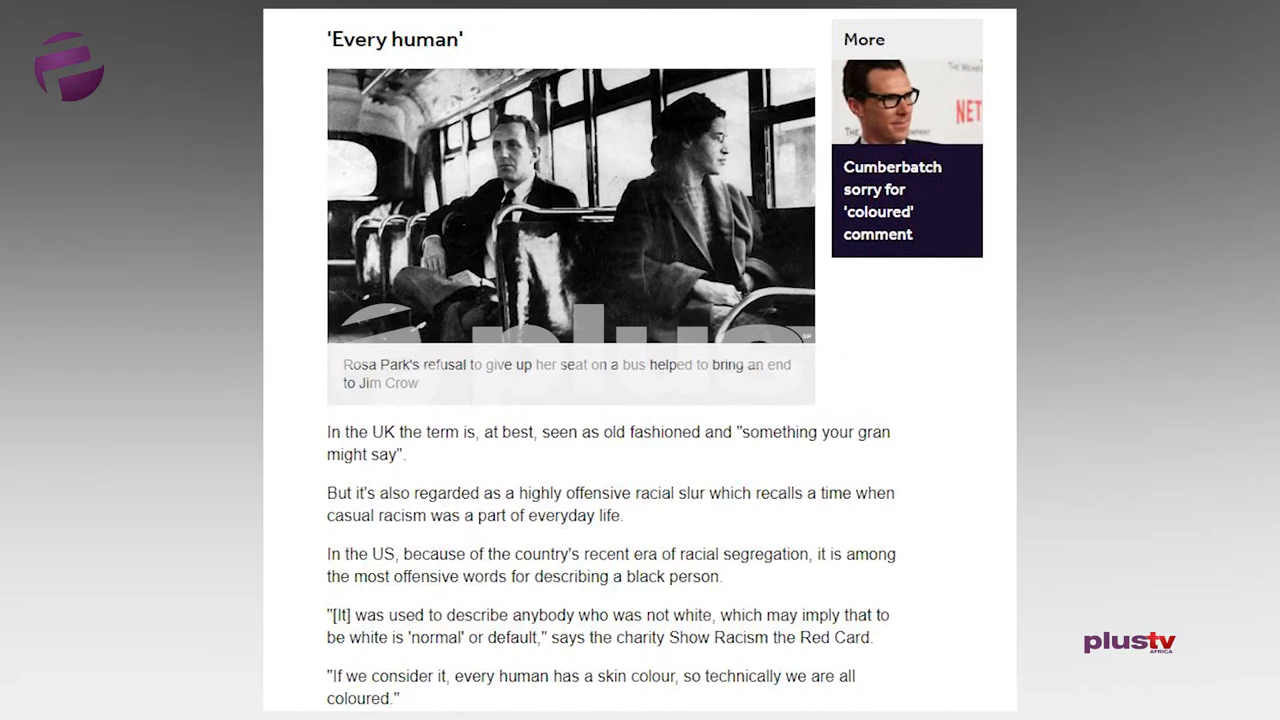 'Every human'
More
THE
NET
THE
Cumberbatch
sorry for
'coloured'
comment
plus
Rosa Park's refusal to give up her seat on a bus helped to bring an end
to Jim Crow
In the UK the term is, at best, seen as old fashioned and "something your gran
might say".
But it's also regarded as a highly offensive racial slur which recalls a time when
casual racism was a part of everyday life.
In the US, because of the country's recent era of racial segregation, it is among
the most offensive words for describing a black person.
"[It] was used to describe anybody who was not white, which may imply that to
be white is 'normal' or default," says the charity Show Racism the Red Card.
"If we consider it, every human has a skin colour, so technically we are all
coloured."
plustv
AFRICA